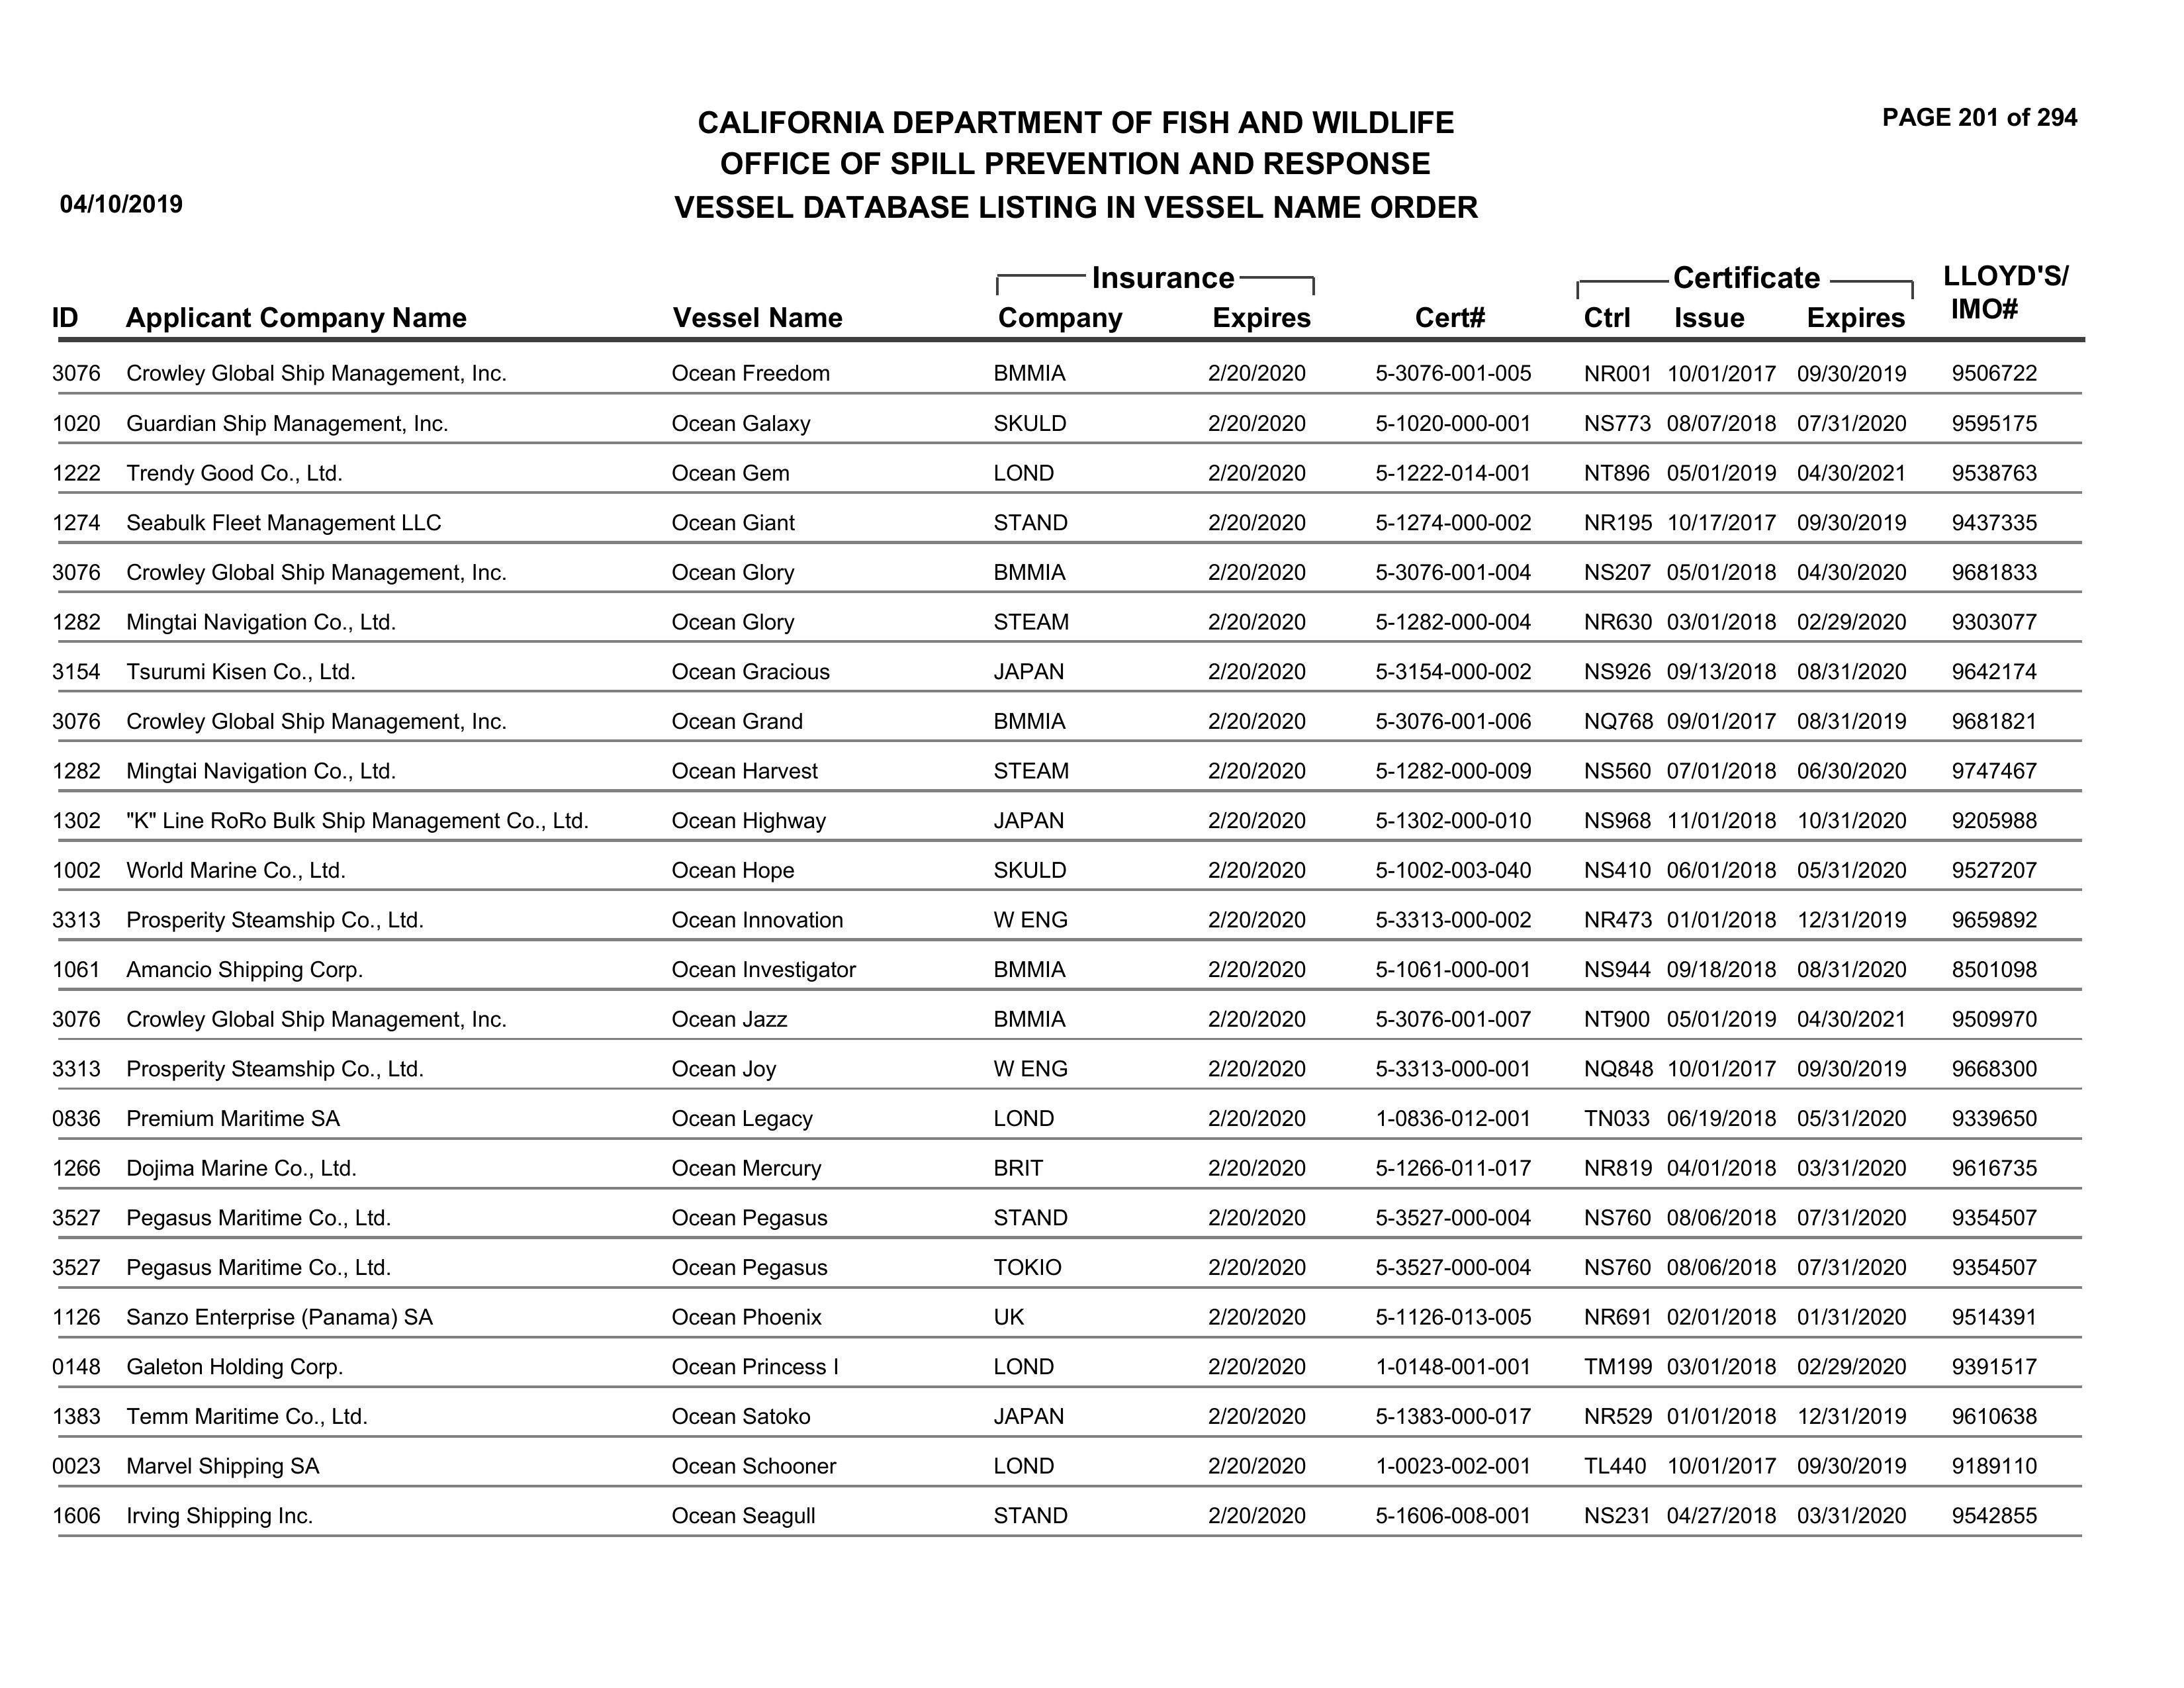 PAGE 201 of 294
CALIFORNIA DEPARTMENT OF FISH AND WILDLIFE
OFFICE OF SPILL PREVENTION AND RESPONSE
04/10/2019 VESSEL DATABASE LISTING IN VESSEL NAME ORDER
Insurance Certificate LLOYD'S/
ID Applicant Company Name Vessel Name Company Expires Cert# Ctrl Issue Expires IMO#
3076 Crowley Global Ship Management, Inc. Ocean Freedom BMMIA 2/20/2020 5-3076-001-005 NR001 10/01/2017 09/30/2019 9506722
1020 Guardian Ship Management, Inc. Ocean Galaxy SKULD 2/20/2020 5-1020-000-001 NS773 08/07/2018 07/31/2020 9595175
1222 Trendy Good Co., Ltd. Ocean Gem LOND 2/20/2020 5-1222-014-001 NT896 05/01/2019 04/30/2021 9538763
1274 Seabulk Fleet Management LLC Ocean Giant STAND 2/20/2020 5-1274-000-002 NR195 10/17/2017 09/30/2019 9437335
3076 Crowley Global Ship Management, Inc. Ocean Glory BMMIA 2/20/2020 5-3076-001-004 NS207 05/01/2018 04/30/2020 9681833
1282 Mingtai Navigation Co., Ltd. Ocean Glory STEAM 2/20/2020 5-1282-000-004 NR630 03/01/2018 02/29/2020 9303077
3154 Tsurumi Kisen Co., Ltd. Ocean Gracious JAPAN 2/20/2020 5-3154-000-002 NS926 09/13/2018 08/31/2020 9642174
3076 Crowley Global Ship Management, Inc. Ocean Grand BMMIA 2/20/2020 5-3076-001-006 NQ768 09/01/2017 08/31/2019 9681821
1282 Mingtai Navigation Co., Ltd. Ocean Harvest STEAM 2/20/2020 5-1282-000-009 NS560 07/01/2018 06/30/2020 9747467
1302 "K" Line RoRo Bulk Ship Management Co., Ltd. Ocean Highway JAPAN 2/20/2020 5-1302-000-010 NS968 11/01/2018 10/31/2020 9205988
1002 World Marine Co., Ltd. Ocean Hope SKULD 2/20/2020 5-1002-003-040 NS410 06/01/2018 05/31/2020 9527207
3313 Prosperity Steamship Co., Ltd. Ocean Innovation W ENG 2/20/2020 5-3313-000-002 NR473 01/01/2018 12/31/2019 9659892
1061 Amancio Shipping Corp. Ocean Investigator BMMIA 2/20/2020 5-1061-000-001 NS944 09/18/2018 08/31/2020 8501098
3076 Crowley Global Ship Management, Inc. Ocean Jazz BMMIA 2/20/2020 5-3076-001-007 NT900 05/01/2019 04/30/2021 9509970
3313 Prosperity Steamship Co., Ltd. Ocean Joy W ENG 2/20/2020 5-3313-000-001 NQ848 10/01/2017 09/30/2019 9668300
0836 Premium Maritime SA Ocean Legacy LOND 2/20/2020 1-0836-012-001 TN033 06/19/2018 05/31/2020 9339650
1266 Dojima Marine Co., Ltd. Ocean Mercury BRIT 2/20/2020 5-1266-011-017 NR819 04/01/2018 03/31/2020 9616735
3527 Pegasus Maritime Co., Ltd. Ocean Pegasus STAND 2/20/2020 5-3527-000-004 NS760 08/06/2018 07/31/2020 9354507
3527 Pegasus Maritime Co., Ltd. Ocean Pegasus TOKIO 2/20/2020 5-3527-000-004 NS760 08/06/2018 07/31/2020 9354507
1126 Sanzo Enterprise (Panama) SA Ocean Phoenix UK 2/20/2020 5-1126-013-005 NR691 02/01/2018 01/31/2020 9514391
0148 Galeton Holding Corp. Ocean Princess I LOND 2/20/2020 1-0148-001-001 TM199 03/01/2018 02/29/2020 9391517
1383 Temm Maritime Co., Ltd. Ocean Satoko JAPAN 2/20/2020 5-1383-000-017 NR529 01/01/2018 12/31/2019 9610638
0023 Marvel Shipping SA Ocean Schooner LOND 2/20/2020 1-0023-002-001 TL440 10/01/2017 09/30/2019 9189110
1606 Irving Shipping Inc. Ocean Seagull STAND 2/20/2020 5-1606-008-001 NS231 04/27/2018 03/31/2020 9542855